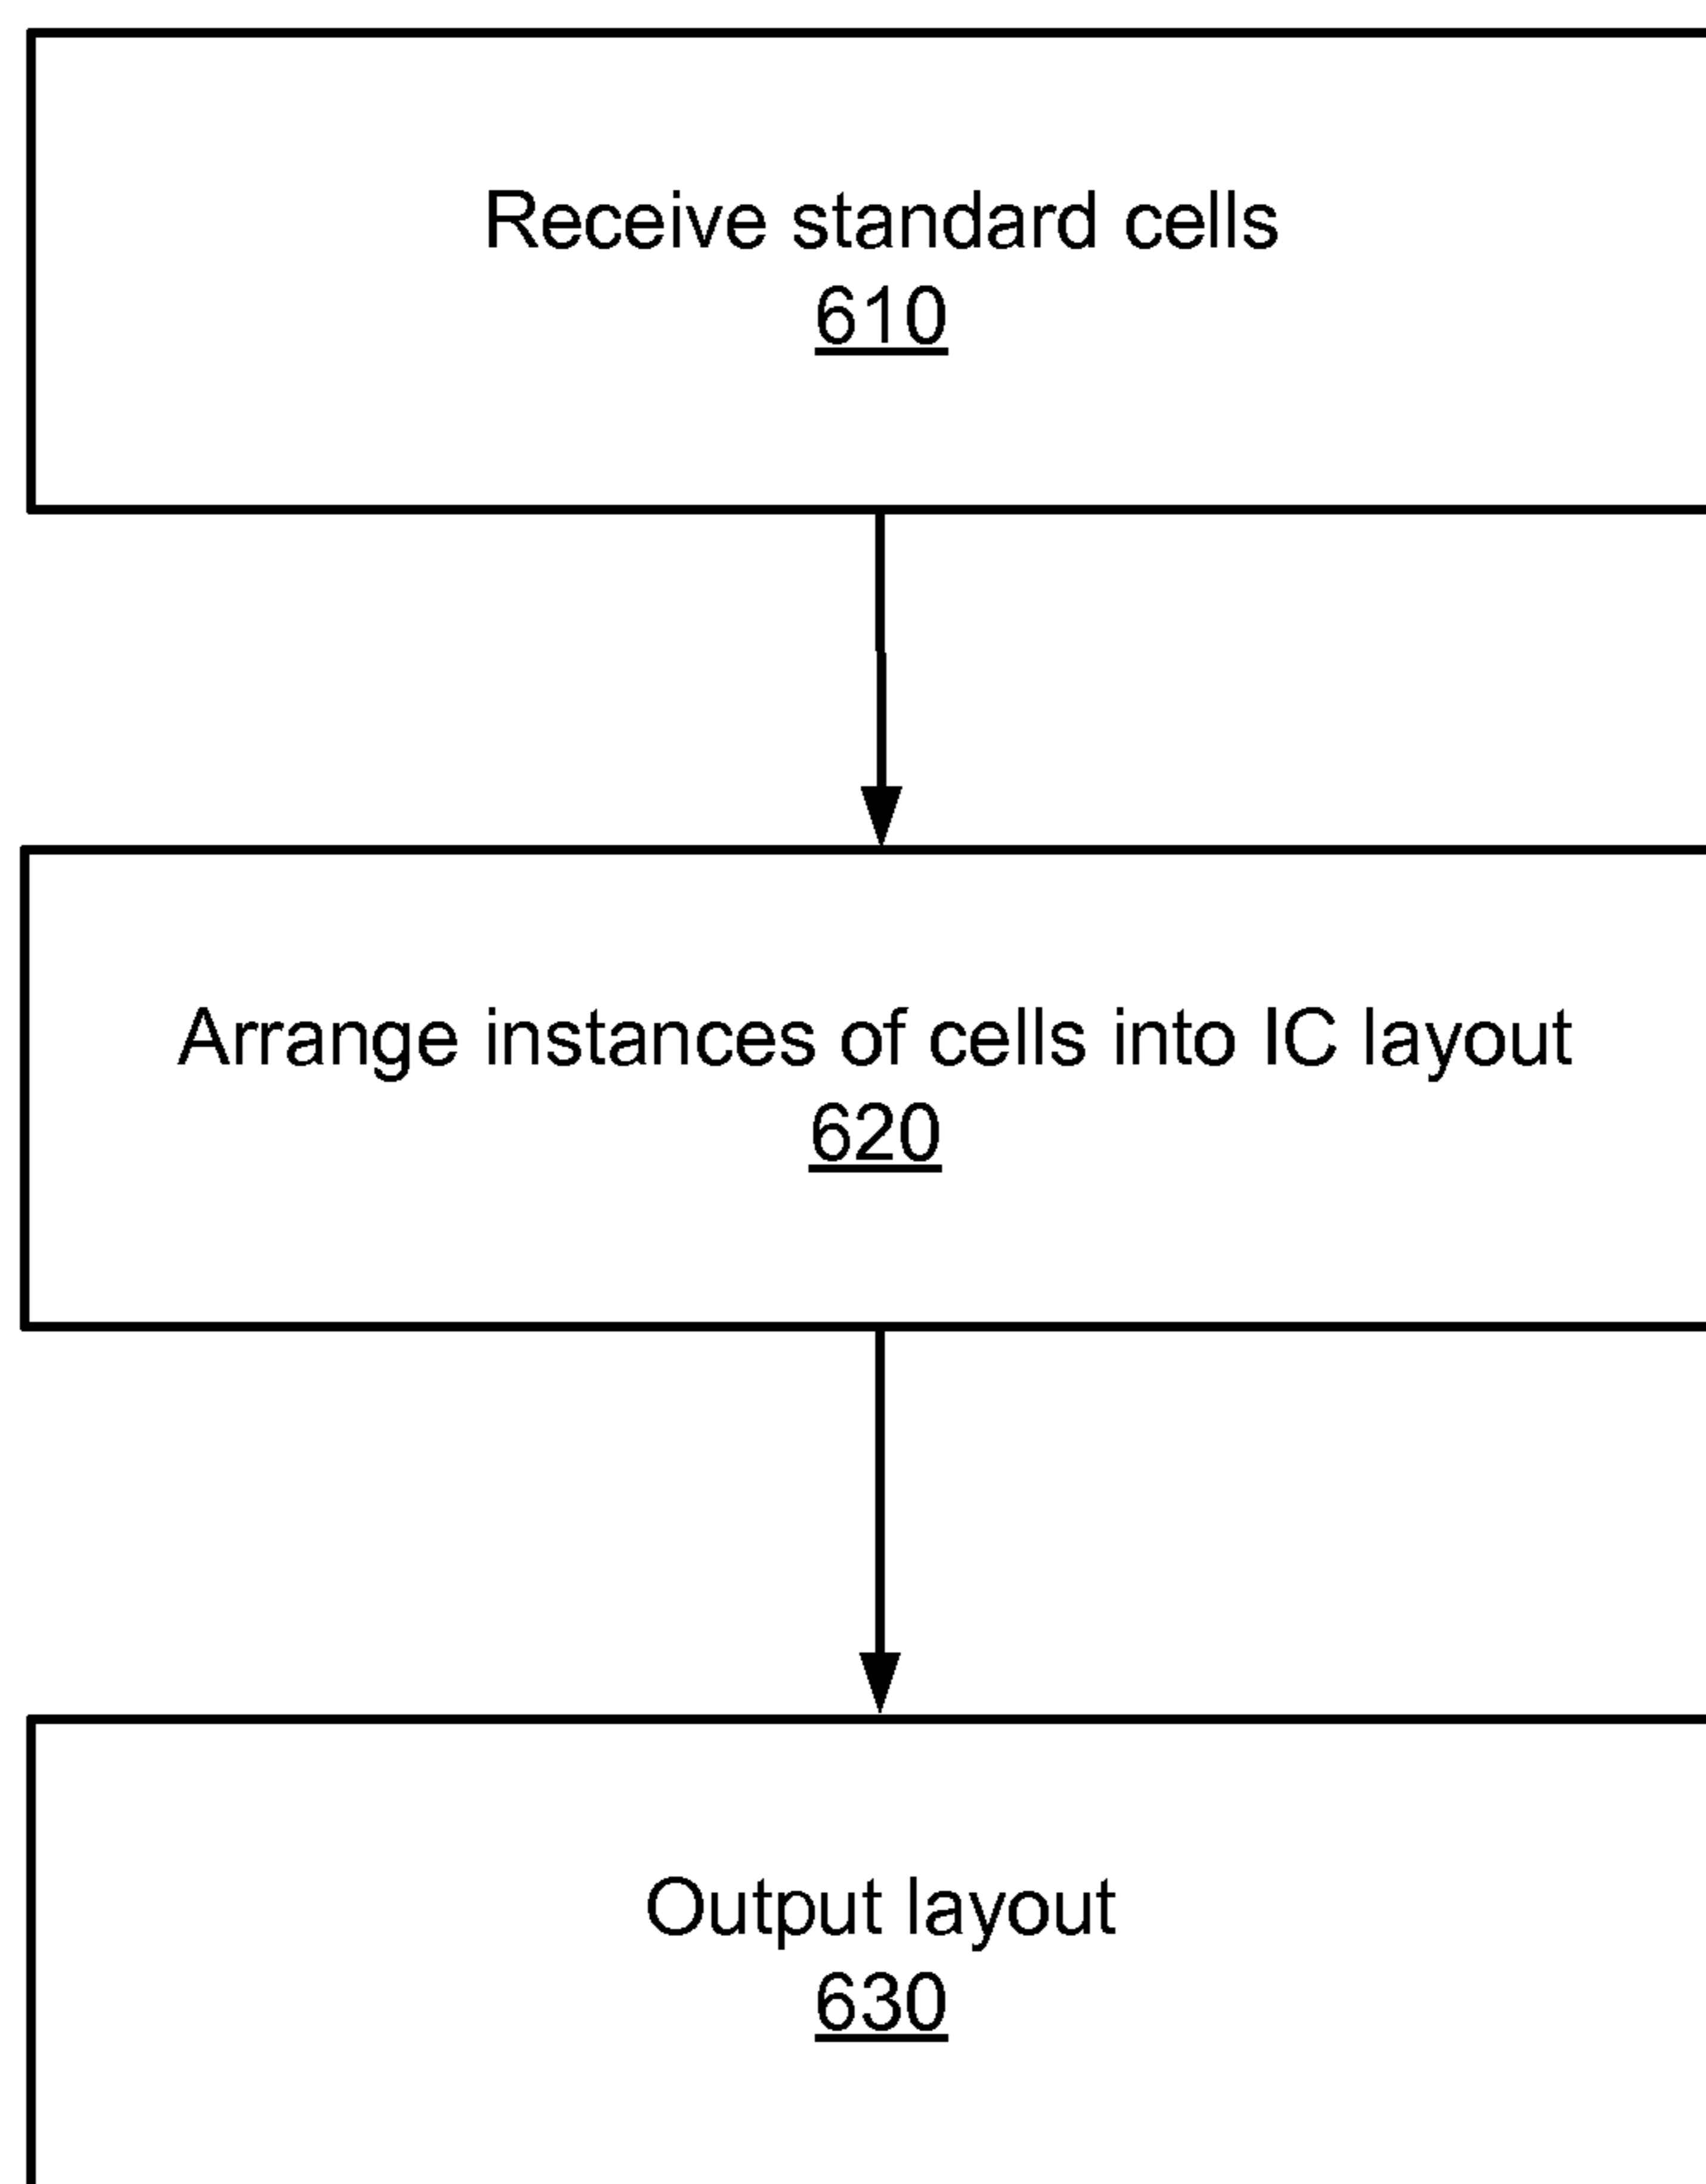 Receive standard cells
610
Arrange instances of cells into IC layout
620
Output layout
630